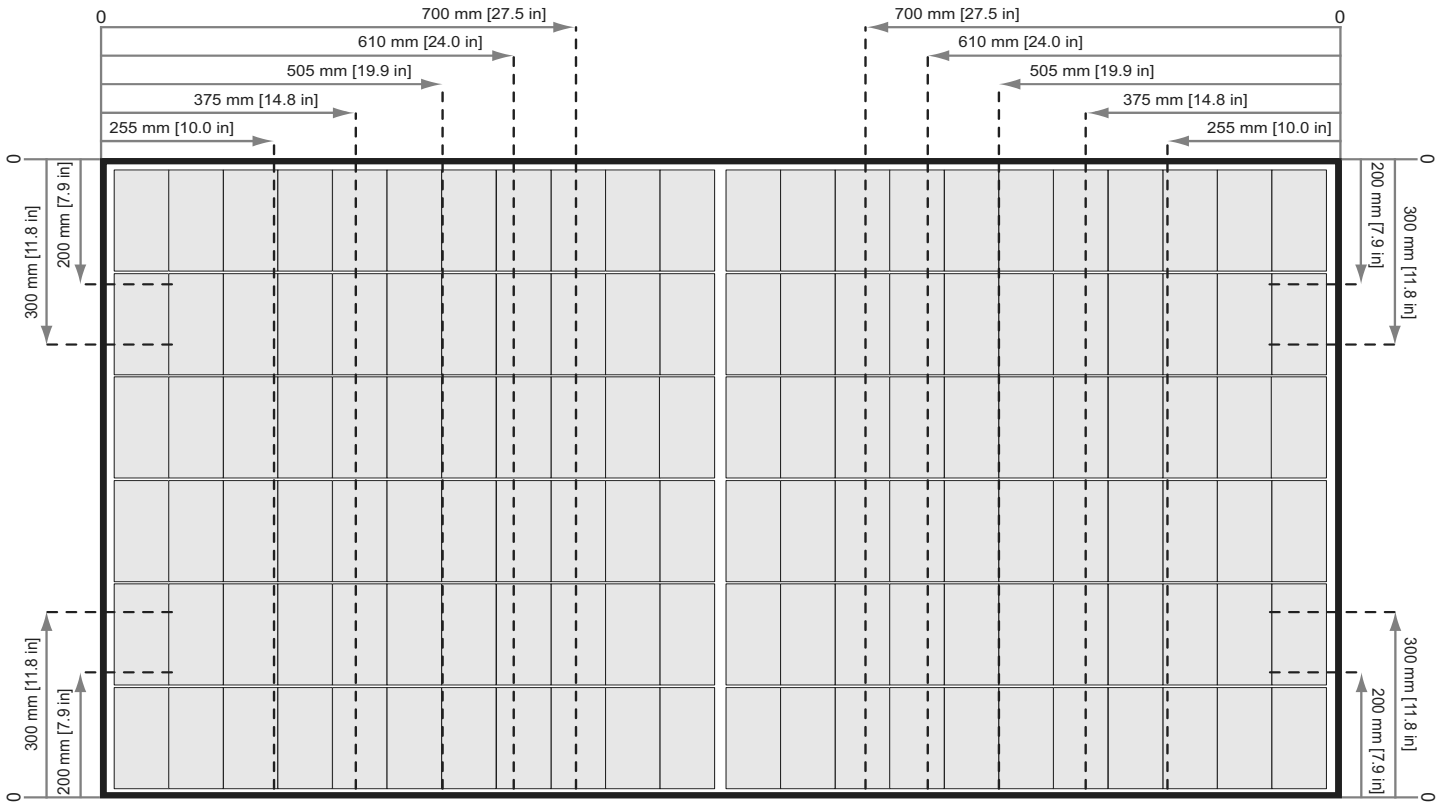 0
700 mm [27.5 in]
700 mm [27.5 in]
0
610 mm [24.0 in]
610 mm [24.0 in]
505 mm [19.9 in]
505 mm [19.9 in]
375 mm [14.8 in]
375 mm [14.8 in]
255 mm [10.0 in]
255 mm [10.0 in]
0
0
200 mm [7.9 in]
300 mm [11.8 in]
200 mm [7.9 in]
300 mm [11.8 in]
300 mm [11.8 in]
200 mm [7.9 in]
300 mm [11.8 in]
200 mm [7.9 in]
0
0